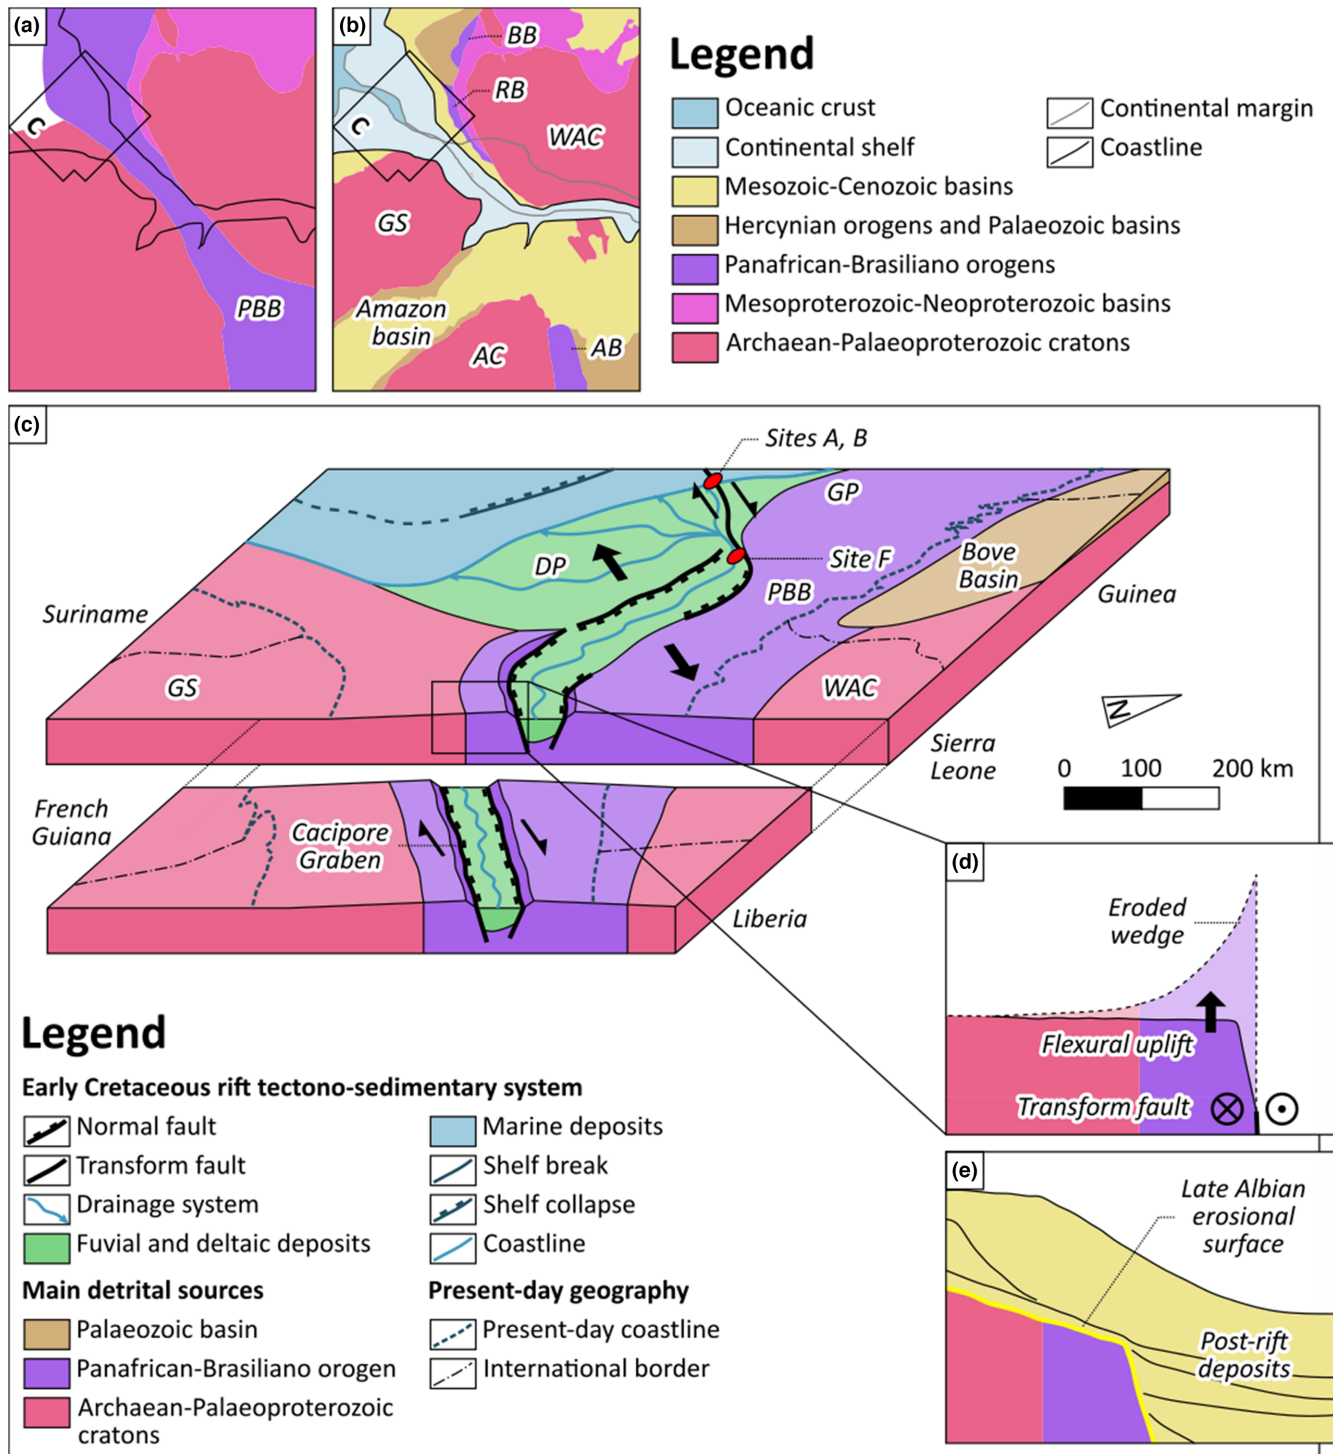 (a)
C
PBB
(b)
BB
RB
C
WAC
GS
Amazon
basin
AC
AB
Legend
Oceanic crust
Continental shelf
Mesozoic-Cenozoic basins
Hercynian orogens and Palaeozoic basins
Panafrican-Brasiliano orogens
Mesoproterozoic-Neoproterozoic basins
Archaean-Palaeoproterozoic cratons
Continental margin
Coastline
(c)
Sites A, B
GP
DP
Site F
Bove
Basin
PBB
Guinea
Suriname
GS
WAC
N
Sierra
Leone
0 100 200 km
French
Guiana
Cacipore
Graben
Liberia
(d)
Eroded
wedge
Flexural uplift
Transform fault
(e)
Late Albian
erosional
surface
Post-rift
deposits
Legend
Early Cretaceous rift tectono-sedimentary system
Normal fault
Transform fault
Drainage system
Fuvial and deltaic deposits
Marine deposits
Shelf break
Shelf collapse
Coastline
Main detrital sources
Palaeozoic basin
Panafrican-Brasiliano orogen
Archaean-Palaeoproterozoic
cratons
Present-day geography
Present-day coastline
International border